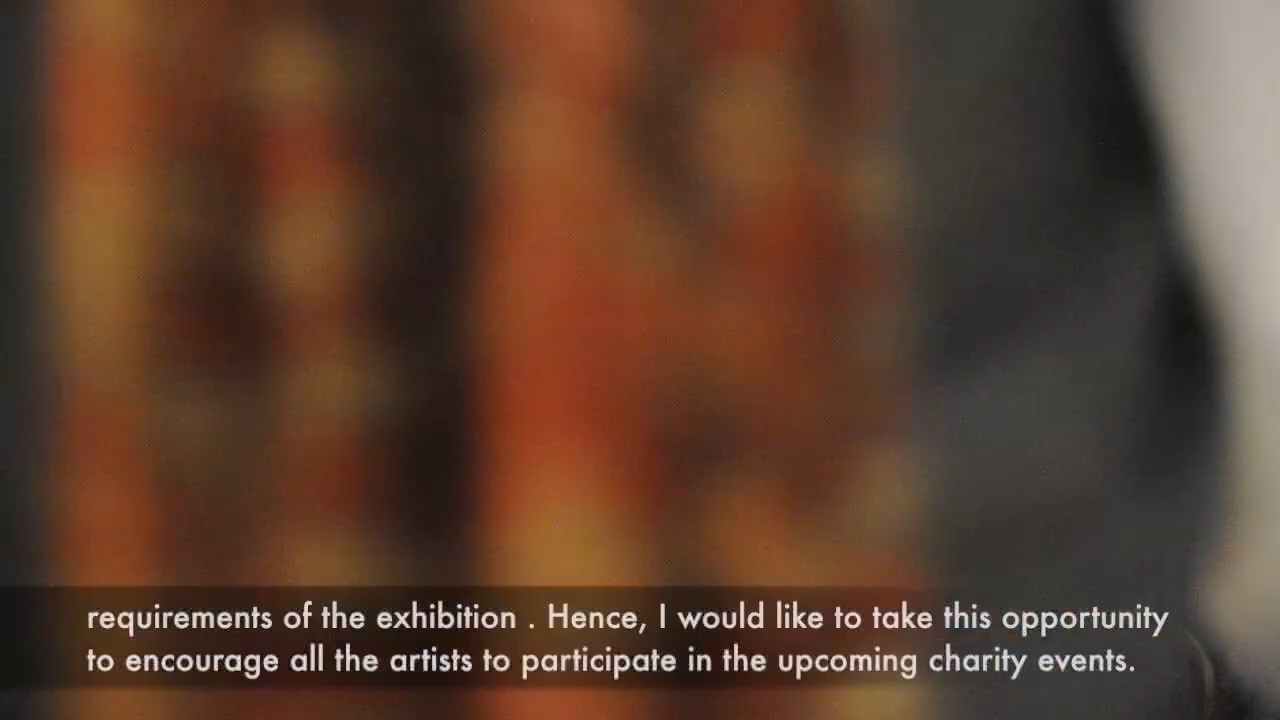 requirements of the exhibition . Hence, I would like to take this opportunity
to encourage all the artists to participate in the upcoming charity events.